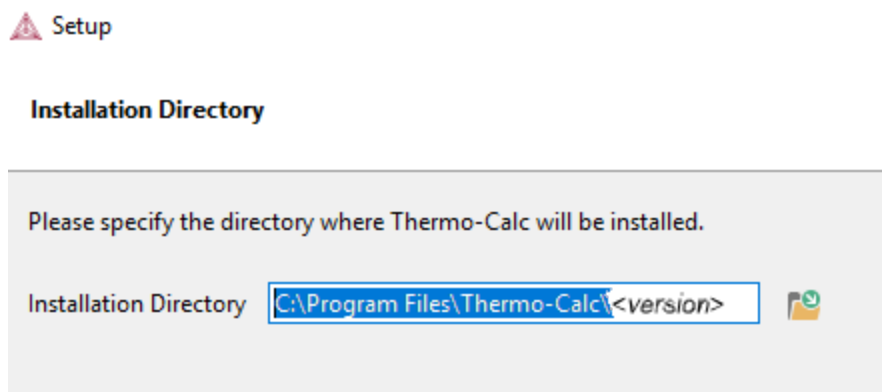 Setup
Installation Directory
Please specify the directory where Thermo-Calc will be installed.
Installation Directory C:\Program Files\Thermo-Calc\<version>